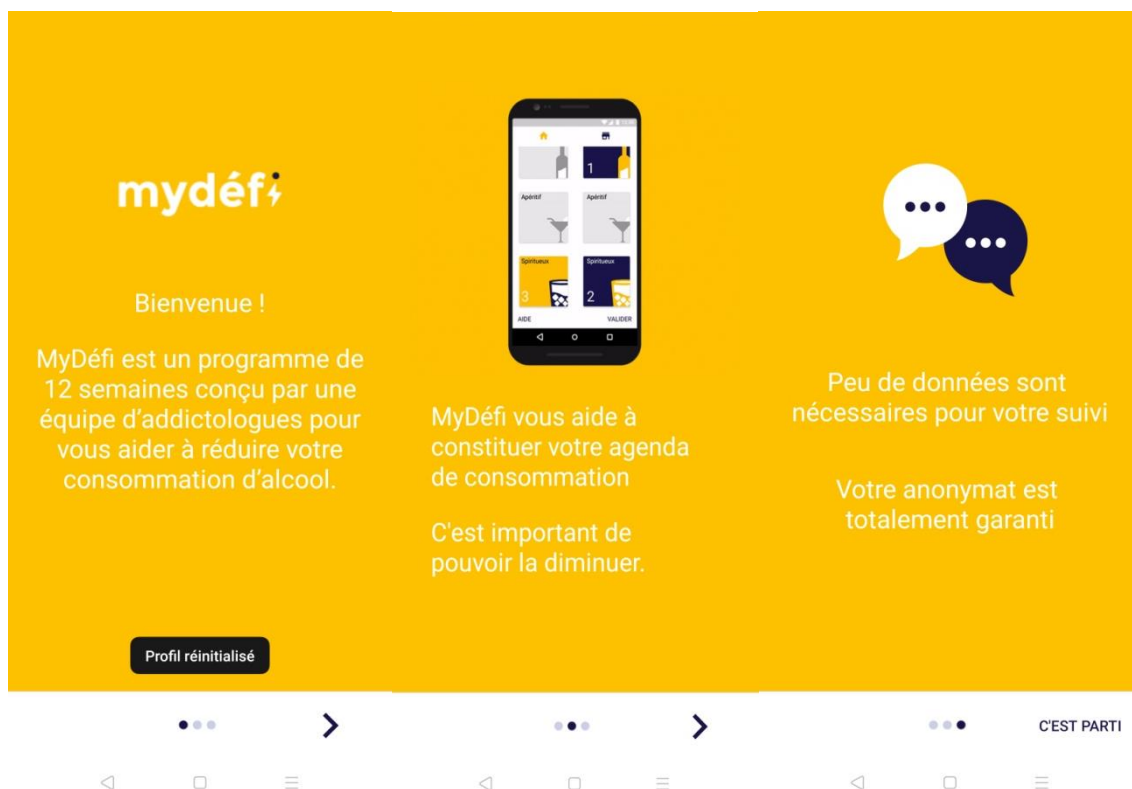 mydéfi
Bienvenue !
MyDéfi est un programme de
12 semaines conçu par une
équipe d'addictologues pour
vous aider à réduire votre
consommation d'alcool.
Profil réinitialisé
1
Apéritif
Apéritif
Spiritueux
Spiritueux
3
2
AIDE
VALIDER
MyDéfi vous aide à
constituer votre agenda
de consommation
C'est important de
pouvoir la diminuer.
Peu de données sont
nécessaires pour votre suivi
Votre anonymat est
totalement garanti
C'EST PARTI